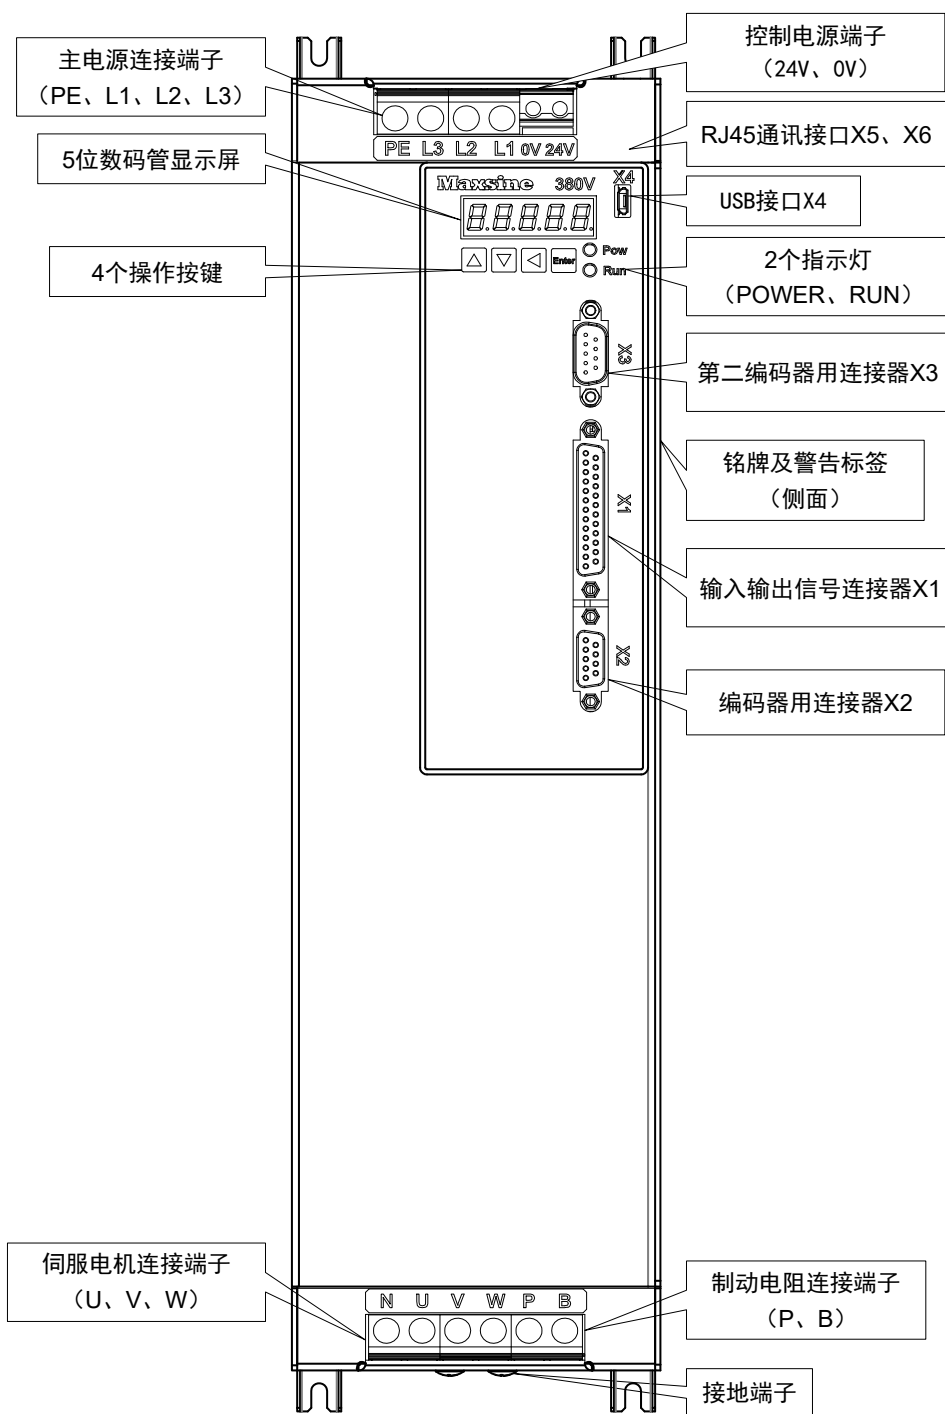 主电源连接端子
（PE、L1、L2、L3）
控制电源端子
（24V、0V）
PE L3 L2 L1 0V 24V
RJ45通讯接口X5、X6
5位数码管显示屏
Maxsine 380V X4
8.8.8.8.8.
USB接口X4
4个操作按键
Enter
Pow
Run
2个指示灯
（POWER、RUN）
X3
第二编码器用连接器X3
铭牌及警告标签
（侧面）
X1
输入输出信号连接器X1
X2
编码器用连接器X2
伺服电机连接端子
（U、V、W）
N U V W P B
制动电阻连接端子
（P、B）
接地端子